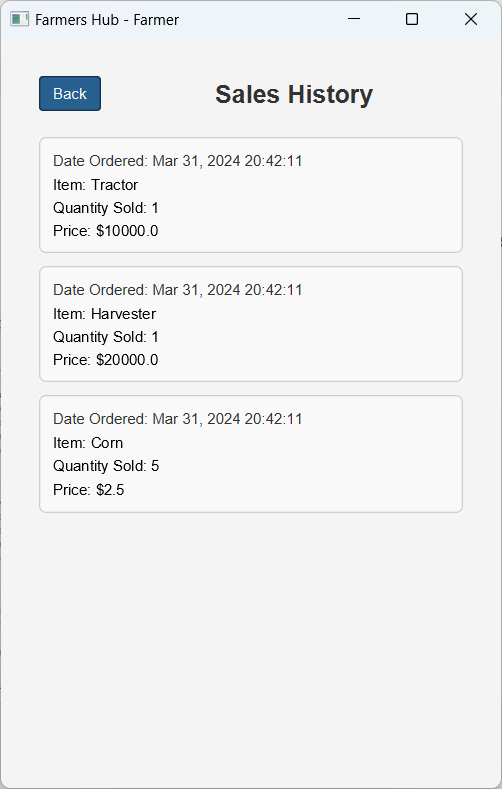 Farmers Hub - Farmer
Back
Sales History
Date Ordered: Mar 31, 2024 20:42:11
Item: Tractor
Quantity Sold: 1
Price: $10000.0
Date Ordered: Mar 31, 2024 20:42:11
Item: Harvester
Quantity Sold: 1
Price: $20000.0
Date Ordered: Mar 31, 2024 20:42:11
Item: Corn
Quantity Sold: 5
Price: $2.5